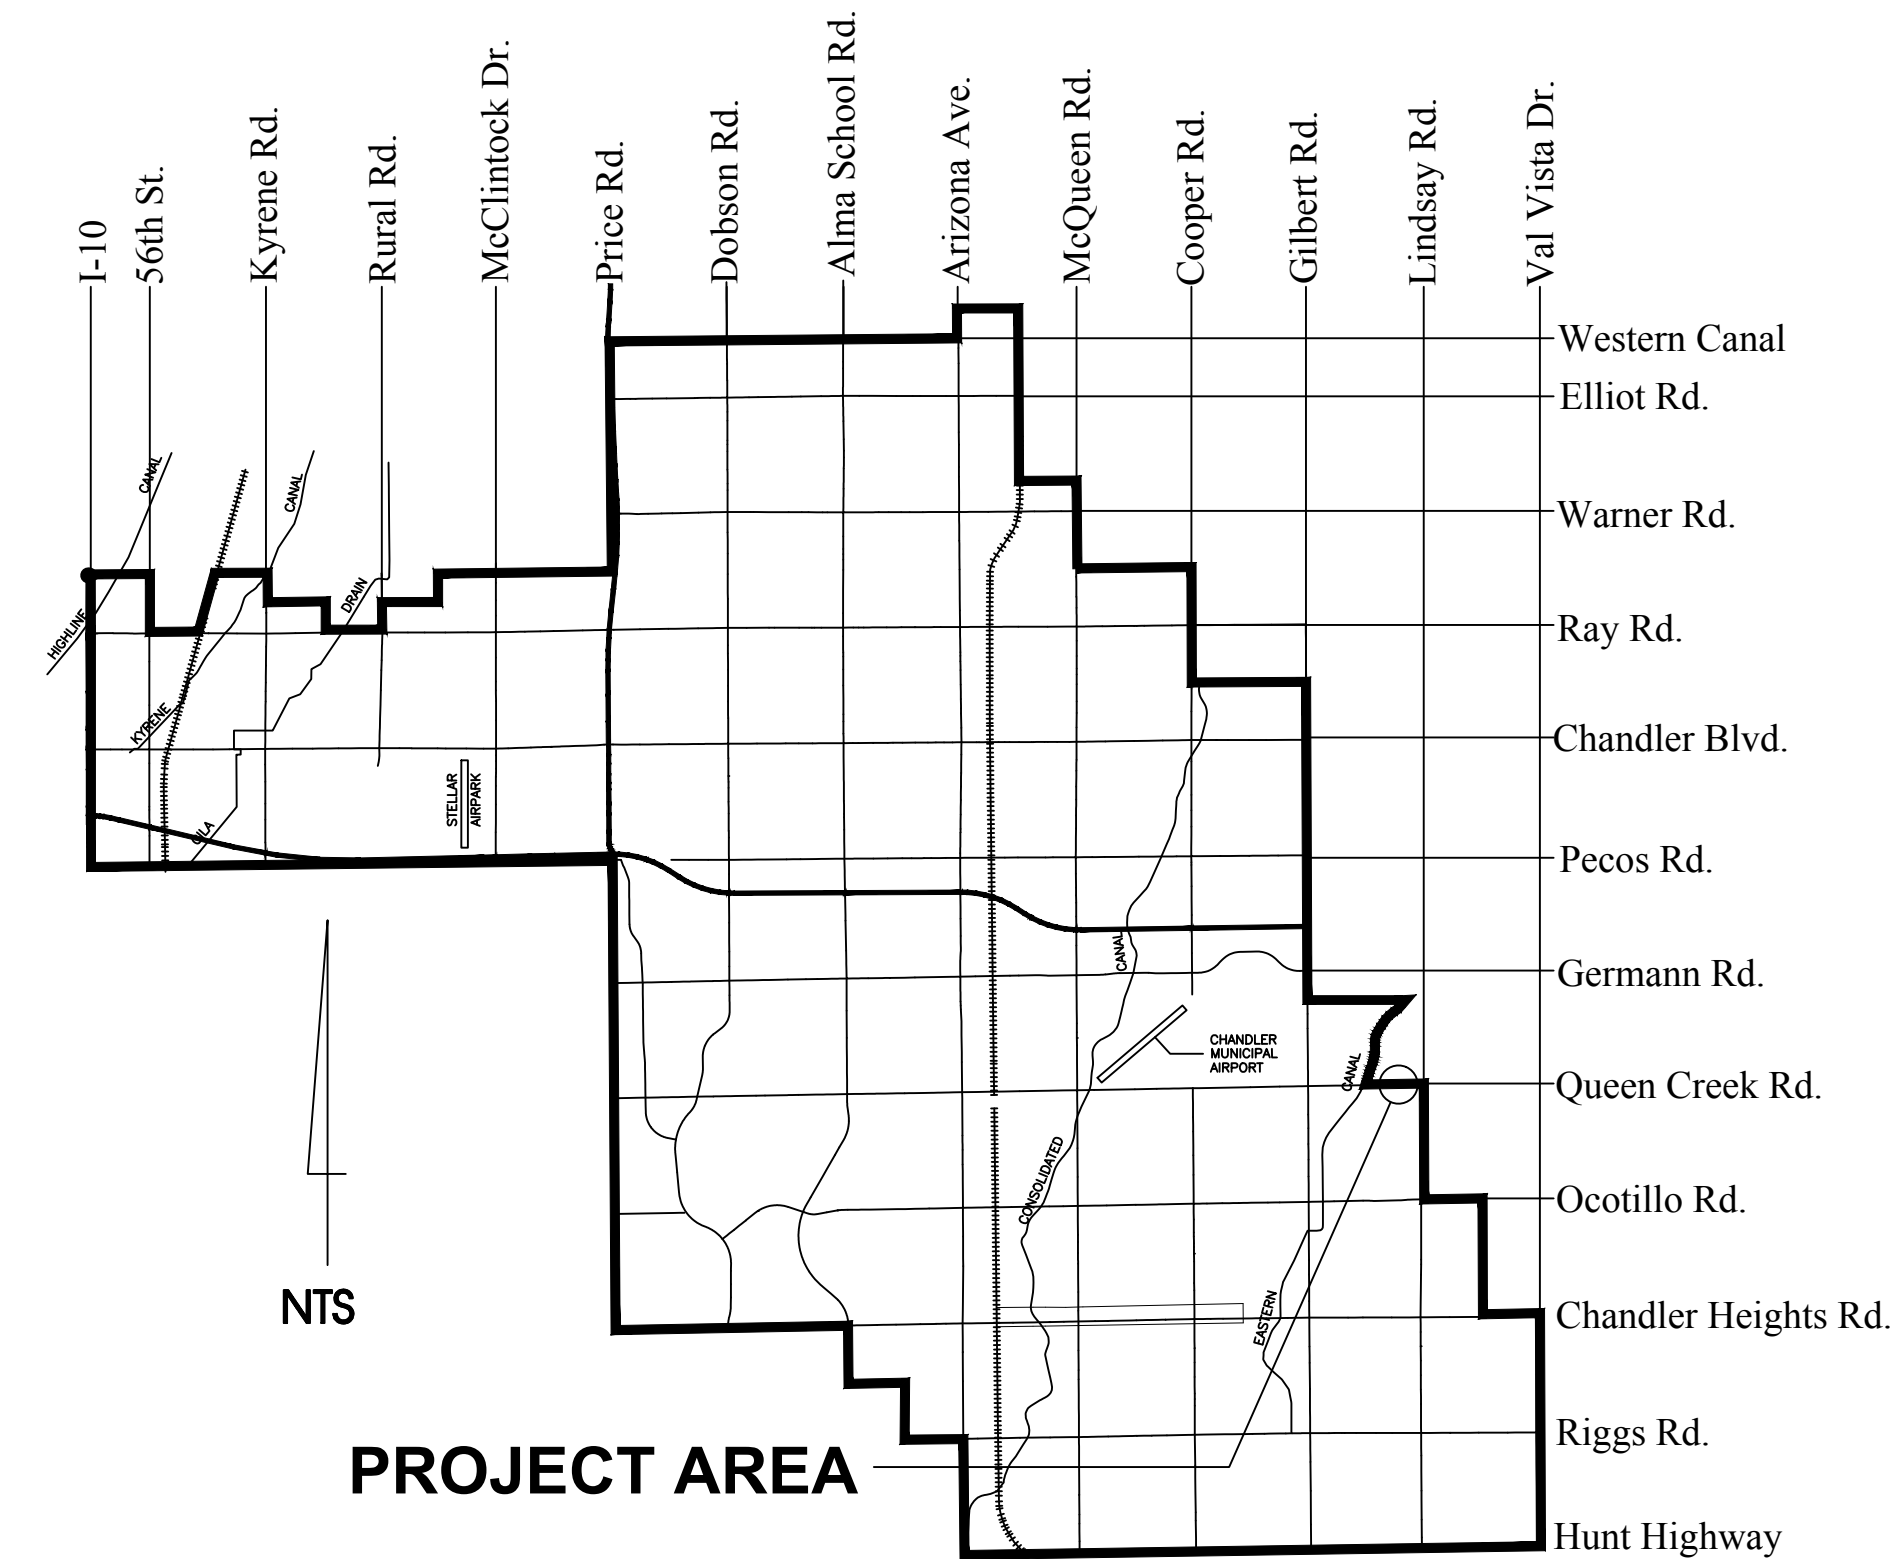 I-10
56th St.
Kyrene Rd.
Rural Rd.
McClintock Dr.
Price Rd.
Dobson Rd.
Alma School Rd.
Arizona Ave.
McQueen Rd.
Cooper Rd.
Gilbert Rd.
Lindsay Rd.
Val Vista Dr.
Western Canal
Elliot Rd.
Warner Rd.
Ray Rd.
Chandler Blvd.
Pecos Rd.
Germann Rd.
Queen Creek Rd.
Ocotillo Rd.
Chandler Heights Rd.
Riggs Rd.
Hunt Highway
HIGHLINE
CANAL
KYRENE
CANAL
GILA
DRAIN
STELLAR
AIRPARK
CONSOLIDATED
CANAL
CHANDLER
MUNICIPAL
AIRPORT
EASTERN
CANAL
NTS
PROJECT AREA